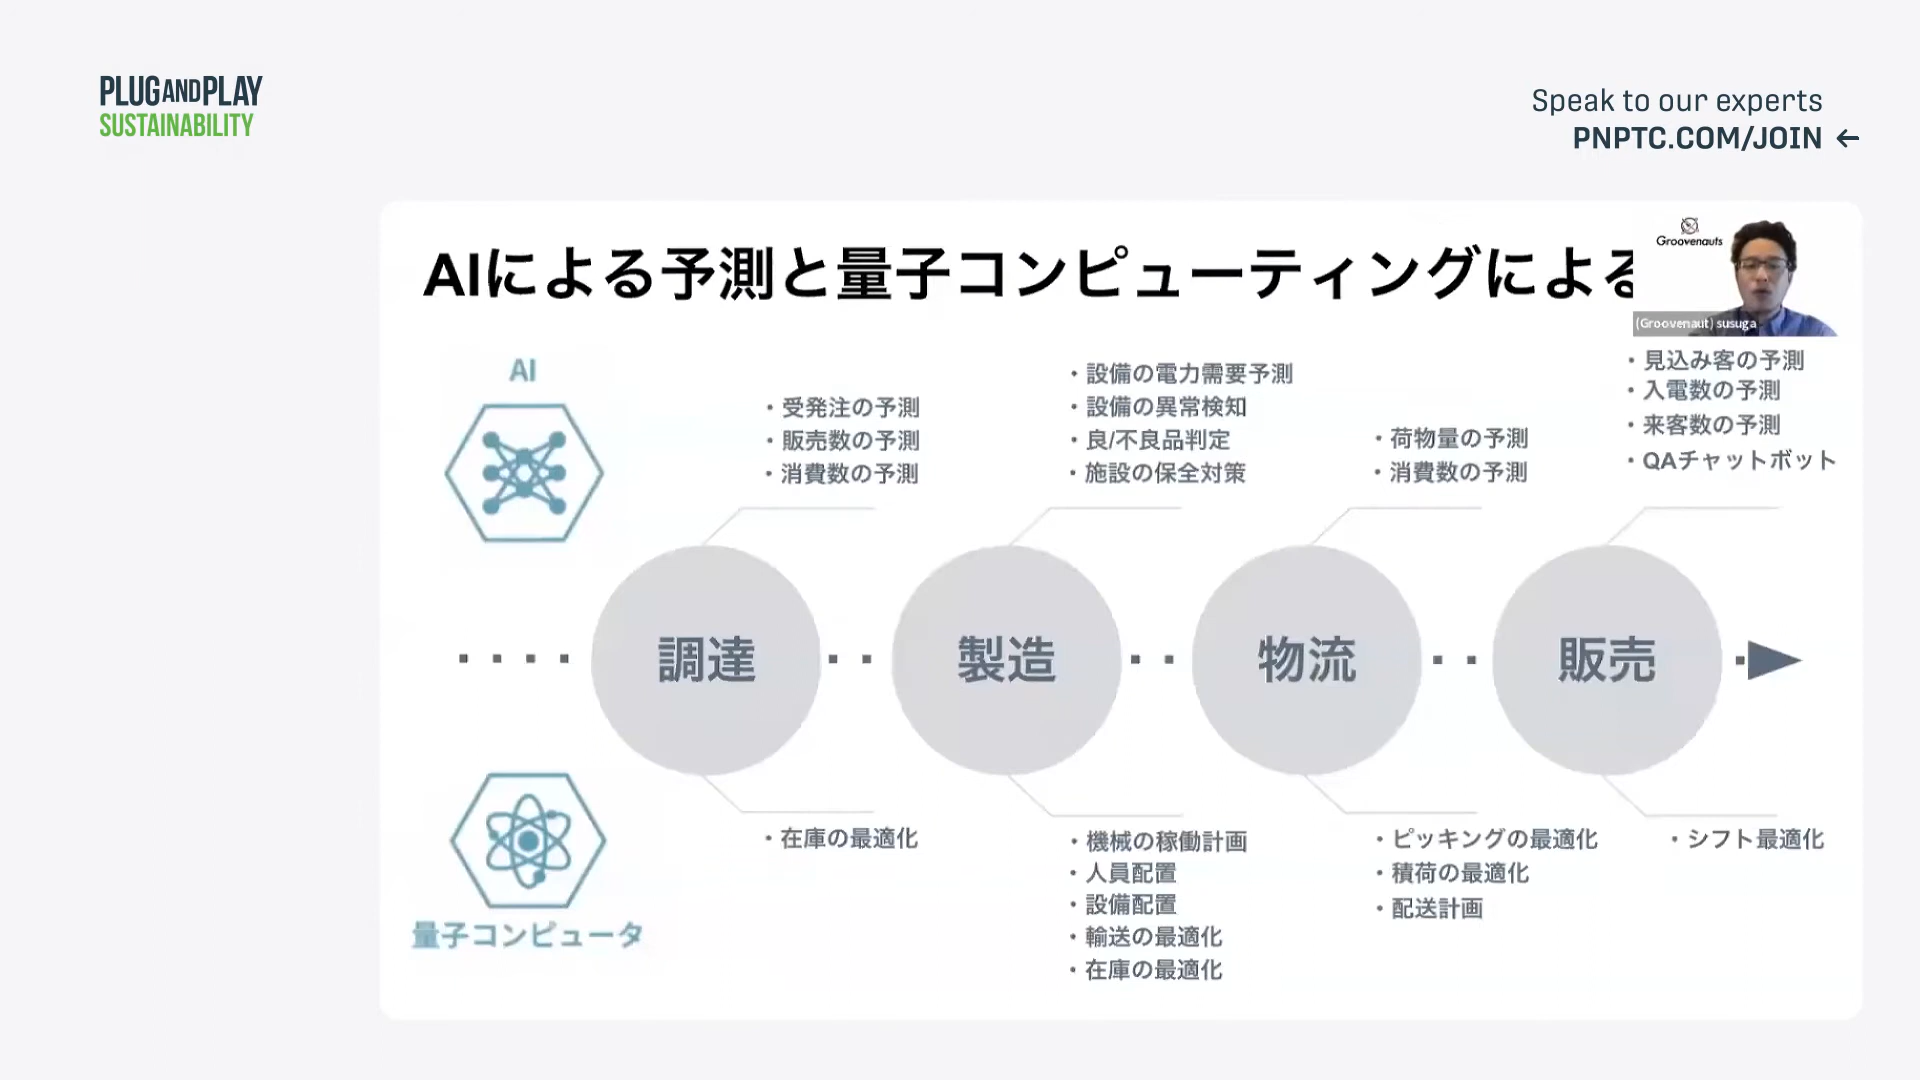 PLUGANDPLAY
SUSTAINABILITY
Speak to our experts
PNPTC.COM/JOIN ←
AIによる予測と量子コンピューティングによる
Groovenauts
(Groovenaut) susuga
AI
・受発注の予測
・販売数の予測
・消費数の予測
・設備の電力需要予測
・設備の異常検知
・良/不良品判定
・施設の保全対策
・荷物量の予測
・消費数の予測
・見込み客の予測
・入電数の予測
・来客数の予測
・QAチャットボット
調達
製造
物流
販売
量子コンピュータ
・在庫の最適化
・機械の稼働計画
・人員配置
・設備配置
・輸送の最適化
・在庫の最適化
・ピッキングの最適化
・積荷の最適化
・配送計画
・シフト最適化